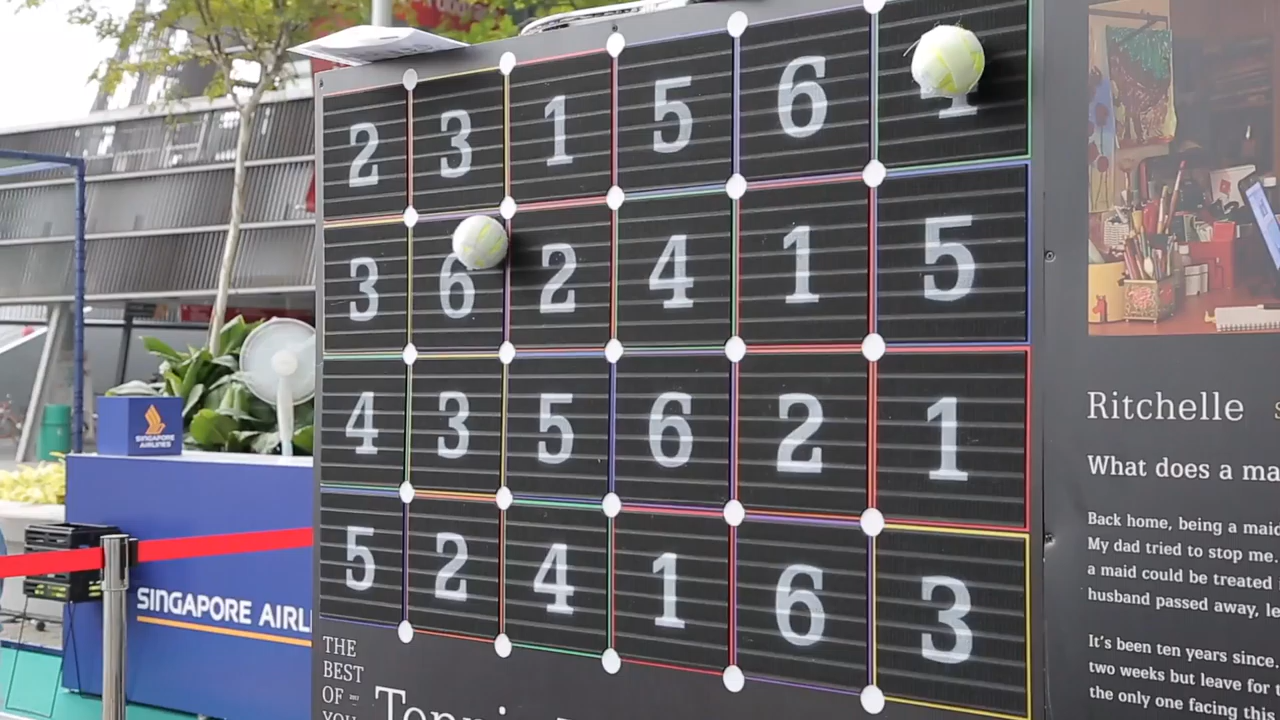 2 3 1 5 6 4
3 6 2 4 1 5
4 3 5 6 2 1
5 2 4 1 6 3
THE
BEST
OF
YOU
SINGAPORE
AIRLINES
SINGAPORE AIRLI
Ritchelle
What does a ma
Back home, being a maid
My dad tried to stop me.
a maid could be treated
husband passed away, le
It's been ten years since.
two weeks but leave for t
the only one facing this